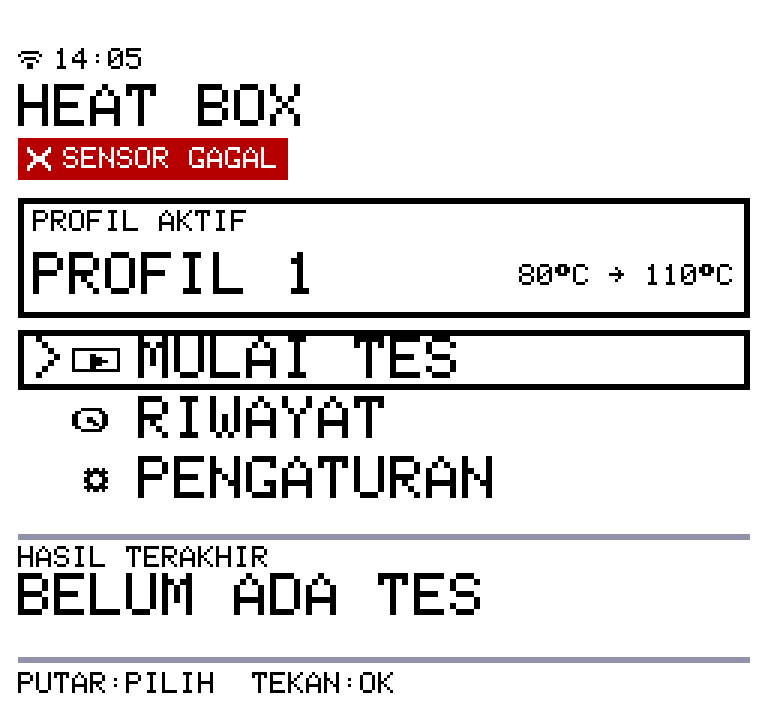 14:05
HEAT BOX
SENSOR GAGAL
PROFIL AKTIF
PROFIL 1 80°C → 110°C
> MULAI TES
RIWAYAT
PENGATURAN
HASIL TERAKHIR
BELUM ADA TES
PUTAR:PILIH TEKAN:OK